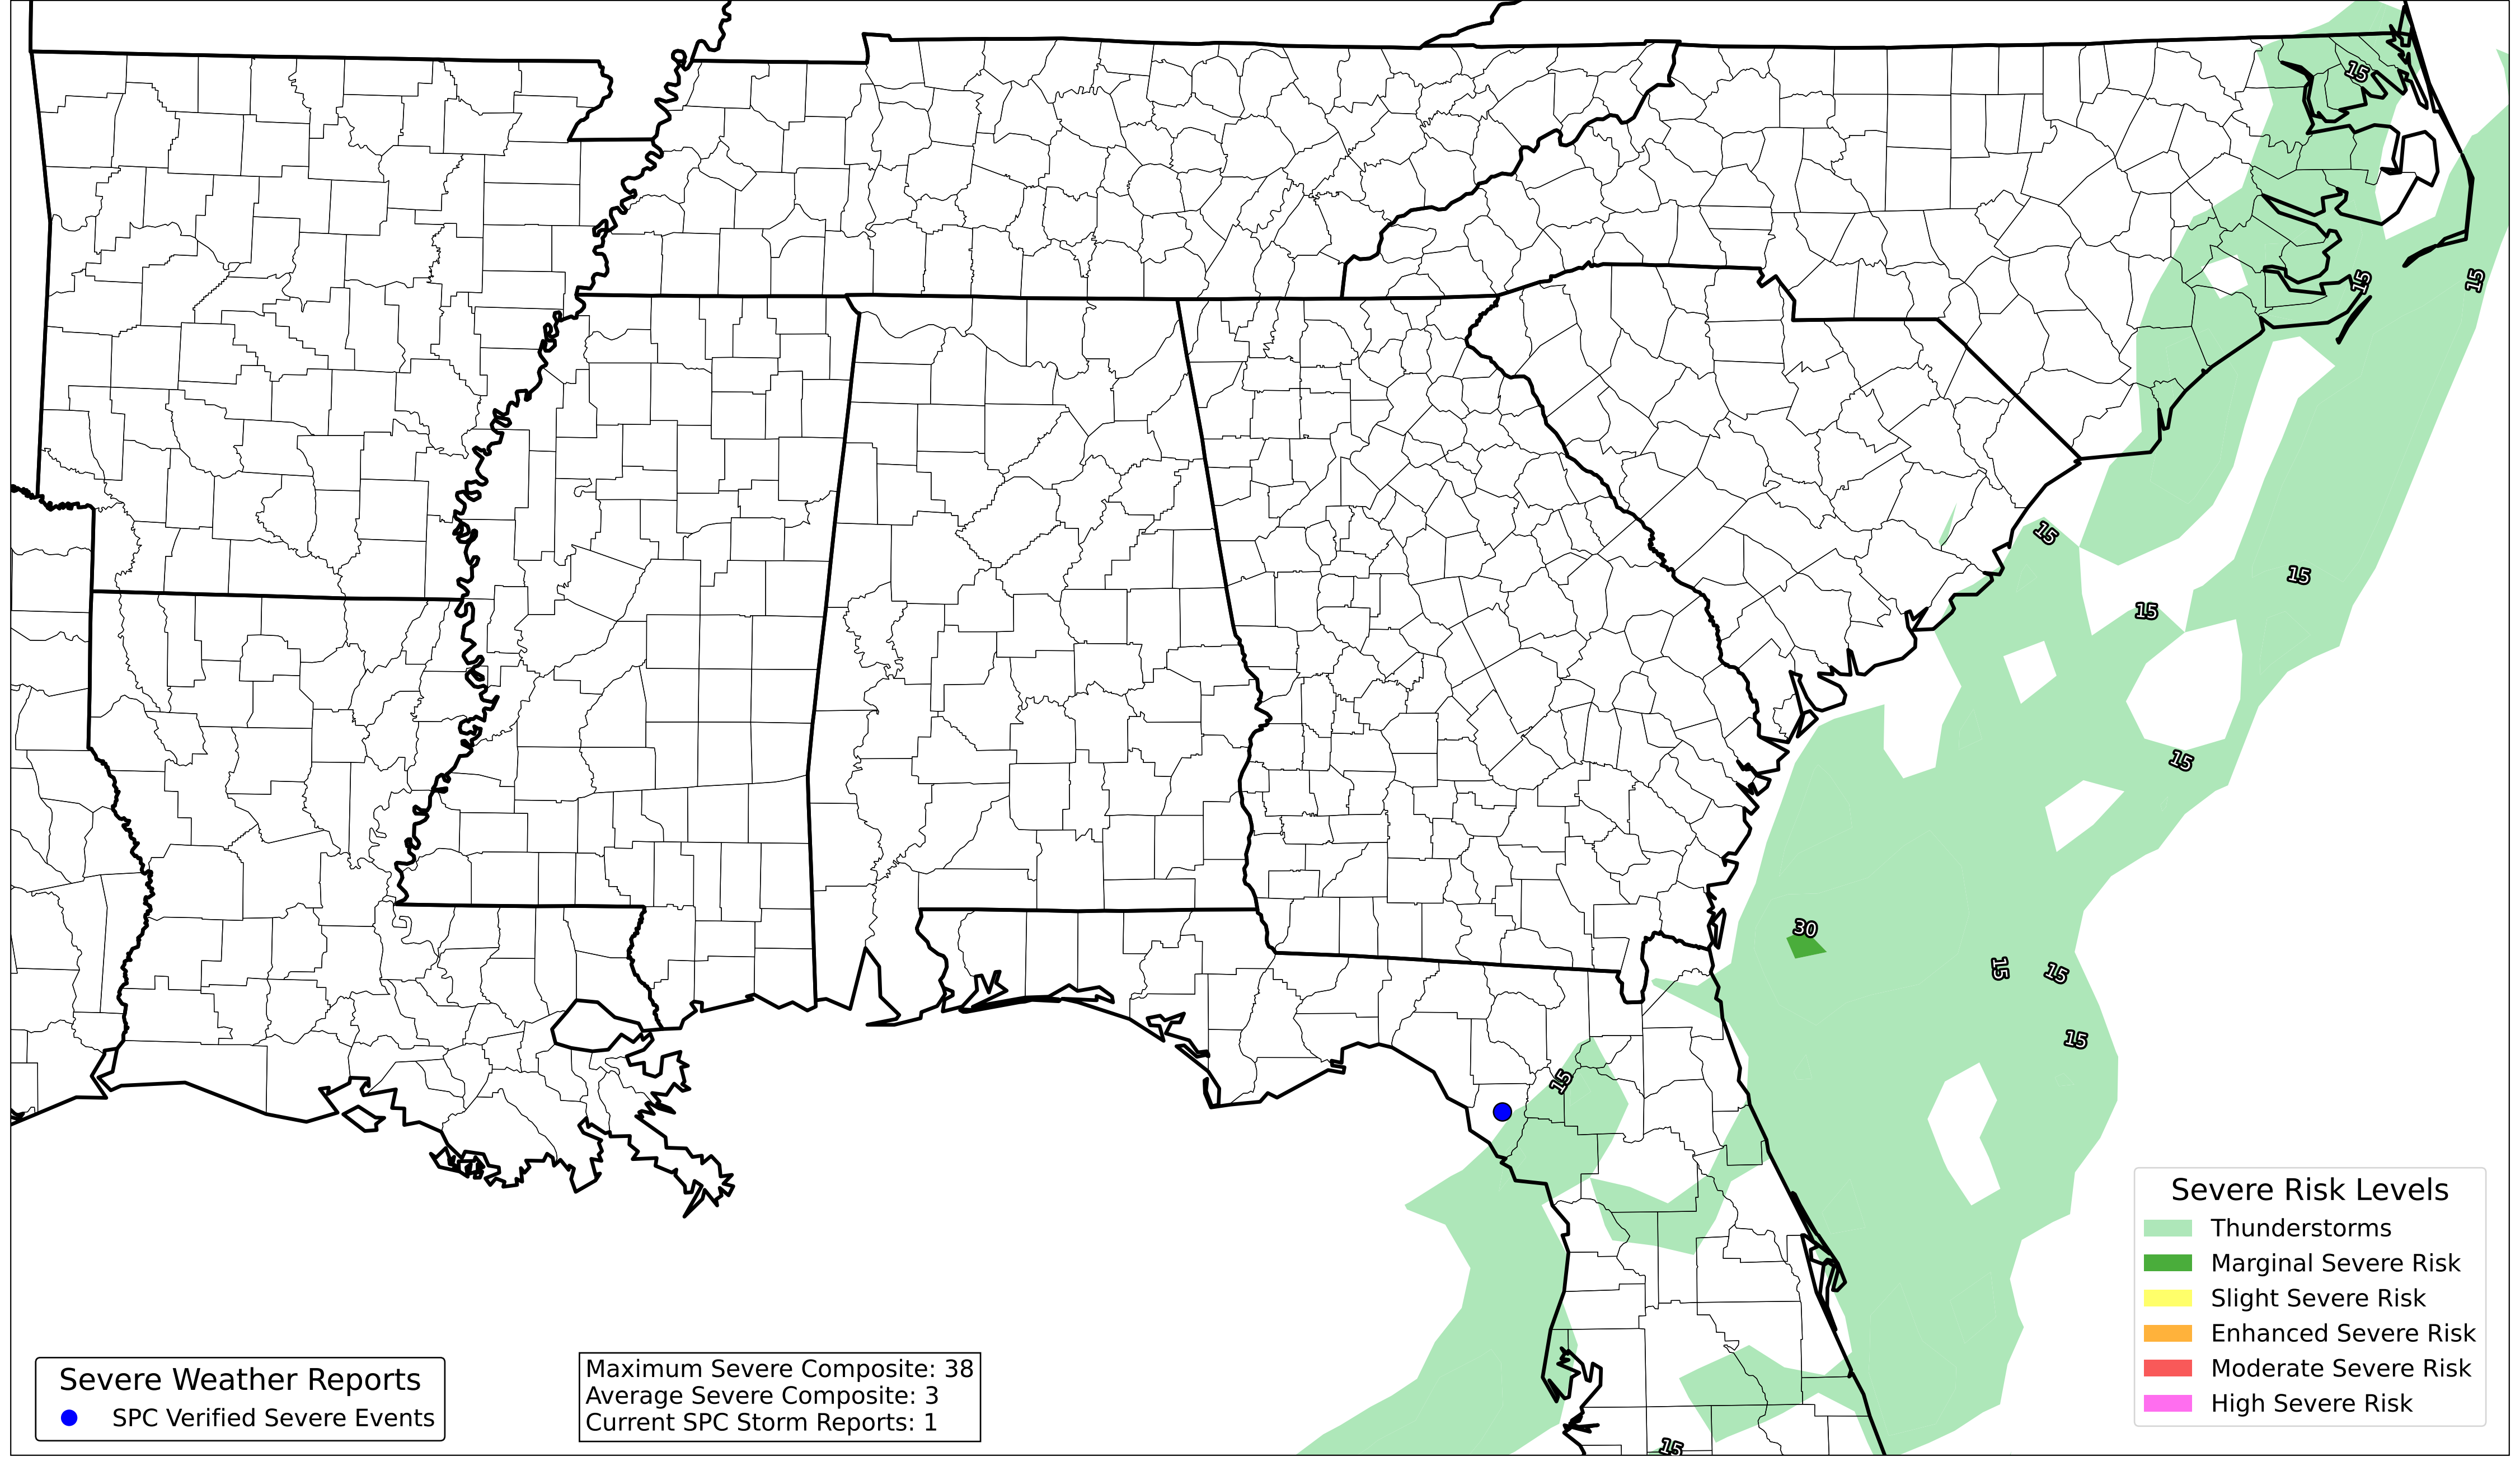 15
15
15
15
15
15
15
30
15
15
15
15
15
Severe Risk Levels
Thunderstorms
Marginal Severe Risk
Slight Severe Risk
Enhanced Severe Risk
Moderate Severe Risk
High Severe Risk
Severe Weather Reports
SPC Verified Severe Events
Maximum Severe Composite: 38
Average Severe Composite: 3
Current SPC Storm Reports: 1